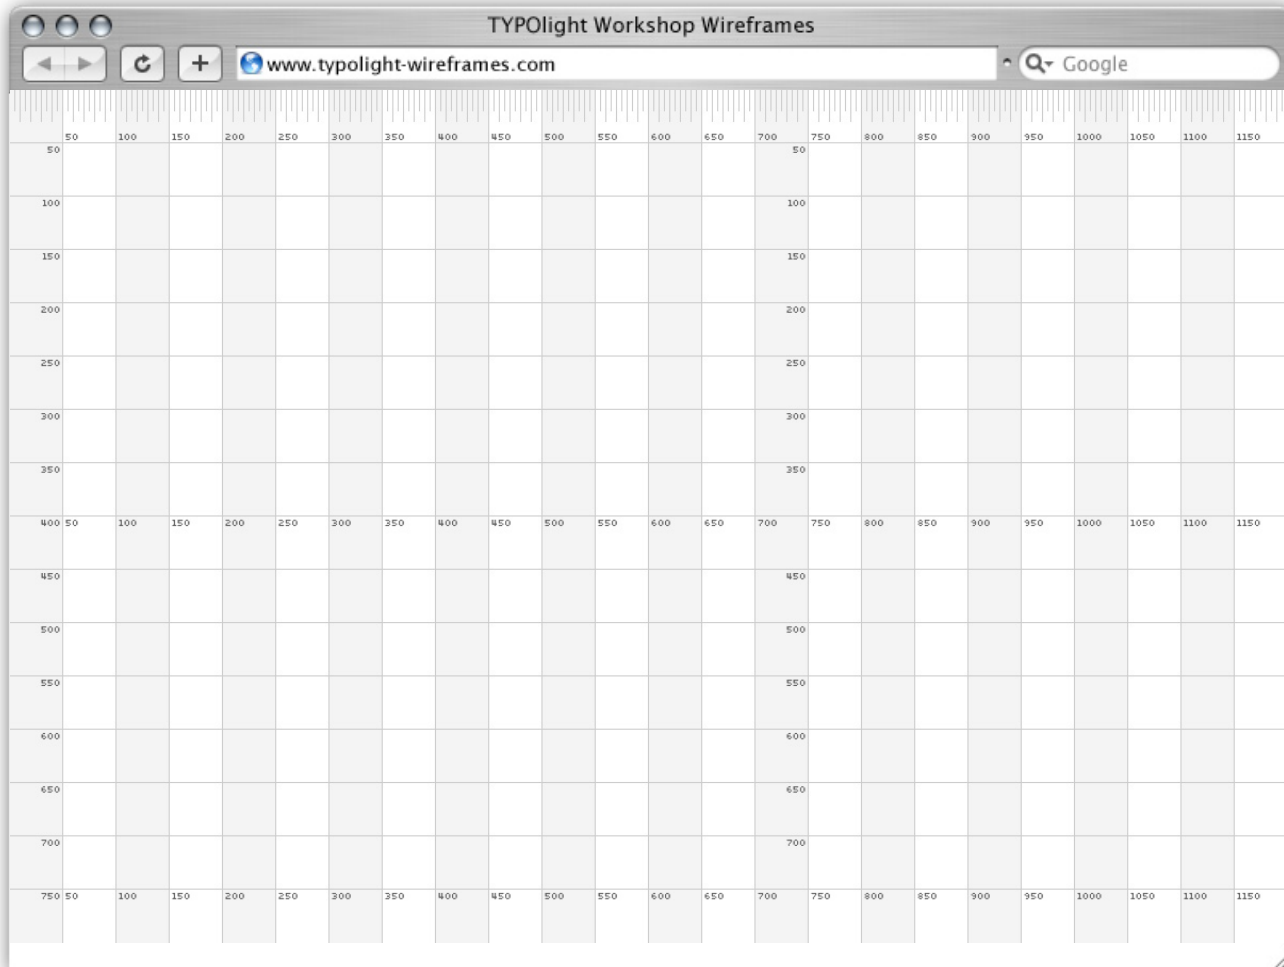 TYPOlight Workshop Wireframes
www.typolight-wireframes.com Google
50 100 150 200 250 300 350 400 450 500 550 600 650 700 750 800 850 900 950 1000 1050 1100 1150
50 50
100 100
150 150
200 200
250 250
300 300
350 350
400 50 100 150 200 250 300 350 400 450 500 550 600 650 700 750 800 850 900 950 1000 1050 1100 1150
450 450
500 500
550 550
600 600
650 650
700 700
750 50 100 150 200 250 300 350 400 450 500 550 600 650 700 750 800 850 900 950 1000 1050 1100 1150